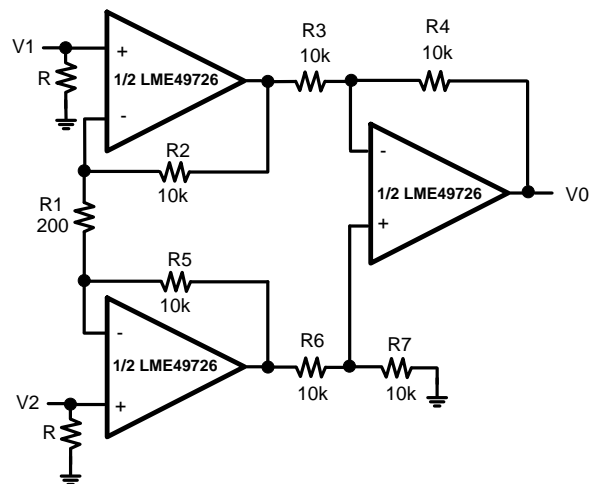 V1
R
+
1/2 LME49726
-
R3
10k
R4
10k
R2
10k
-
1/2 LME49726
+
V0
R1
200
R5
10k
-
1/2 LME49726
+
R6
10k
R7
10k
V2
R